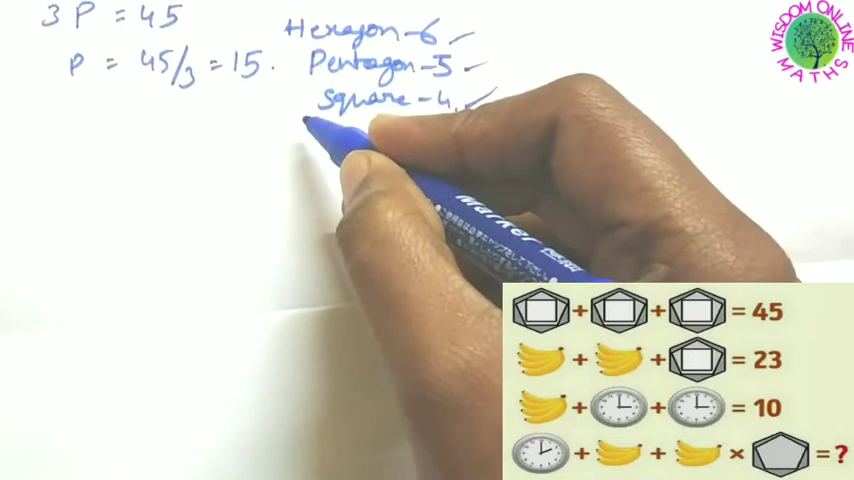 3 P = 45
P = 45/3 = 15.
Hexagon - 6
Pentagon - 5
Square - 4
WISDOM ONLINE
MATHS
Marker
+ + = 45
+ + = 23
+ + = 10
+ + × = ?